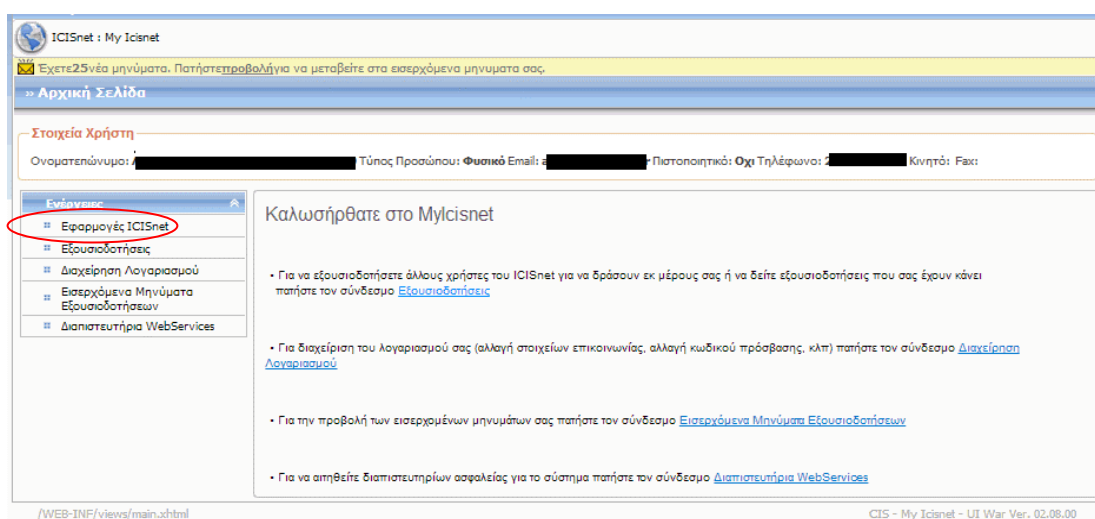 ICISnet : My Icisnet
Έχετε25νέα μηνύματα. Πατήστεπροβολήγια να μεταβείτε στα εισερχόμενα μηνυματα σας.
» Αρχική Σελίδα
Στοιχεία Χρήστη
Ονοματεπώνυμο: Τύπος Προσώπου: Φυσικό Email: a r Πιστοποιητικό: Οχι Τηλέφωνο: 2 Κινητό: Fax:
Ενέργειες
Εφαρμογές ICISnet
Εξουσιοδοτήσεις
Διαχείρηση Λογαριασμού
Εισερχόμενα Μηνύματα
Εξουσιοδοτήσεων
Διαπιστευτήρια WebServices
Καλωσήρθατε στο MyIcisnet
• Για να εξουσιοδοτήσετε άλλους χρήστες του ICISnet για να δράσουν εκ μέρους σας ή να δείτε εξουσιοδοτήσεις που σας έχουν κάνει
πατήστε τον σύνδεσμο Εξουσιοδοτήσεις
• Για διαχείριση του λογαριασμού σας (αλλαγή στοιχείων επικοινωνίας, αλλαγή κωδικού πρόσβασης, κλπ) πατήστε τον σύνδεσμο Διαχείρηση
Λογαριασμού
• Για την προβολή των εισερχομένων μηνυμάτων σας πατήστε τον σύνδεσμο Εισερχόμενα Μηνύματα Εξουσιοδοτήσεων
• Για να αιτηθείτε διαπιστευτηρίων ασφαλείας για το σύστημα πατήστε τον σύνδεσμο Διαπιστευτήρια WebServices
/WEB-INF/views/main.xhtml
CIS - My Icisnet - UI War Ver. 02.08.00